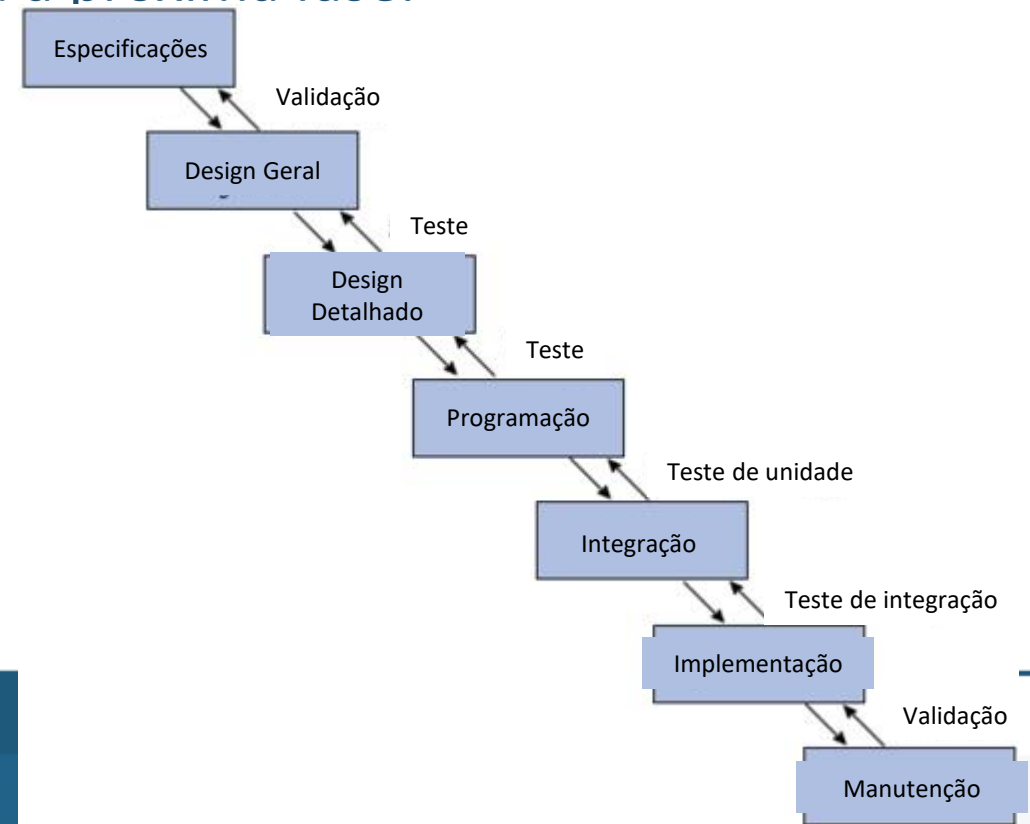 Especificações
Validação
Design Geral
Teste
Design
Detalhado
Teste
Programação
Teste de unidade
Integração
Teste de integração
Implementação
Validação
Manutenção